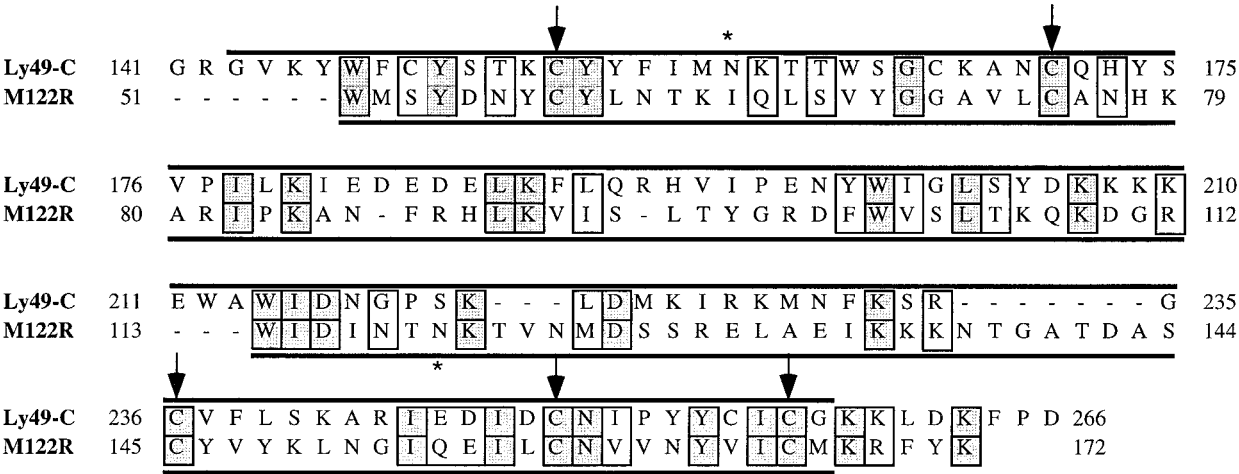 Ly49-C 141 G R G V K Y W F C Y S T K C Y Y F I M N K T T W S G C K A N C Q H Y S 175
*
M122R 51 - - - - - - W M S Y D N Y C Y L N T K I Q L S V Y G G A V L C A N H K 79
Ly49-C 176 V P I L K I E D E D E L K F L Q R H V I P E N Y W I G L S Y D K K K K 210
M122R 80 A R I P K A N - F R H L K V I S - L T Y G R D F W V S L T K Q K D G R 112
Ly49-C 211 E W A W I D N G P S K - - - L D M K I R K M N F K S R - - - - - - - G 235
M122R 113 - - - W I D I N T N K T V N M D S S R E L A E I K K K N T G A T D A S 144
*
Ly49-C 236 C V F L S K A R I E D I D C N I P Y Y C I C G K K L D K F P D 266
M122R 145 C Y V Y K L N G I Q E I L C N V V N Y V I C M K R F Y K 172